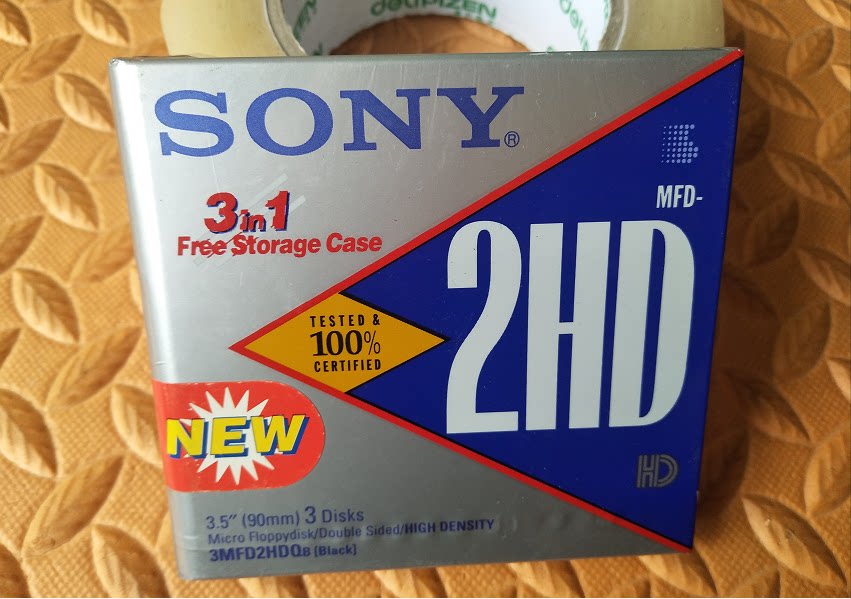 deliPIZEN
SONY®
3in1
Free Storage Case
MFD-
2HD
TESTED &
100%
CERTIFIED
NEW
HD
3.5" (90mm) 3 Disks
Micro Floppydisk/Double Sided/HIGH DENSITY
3MFD2HDQB [Black]